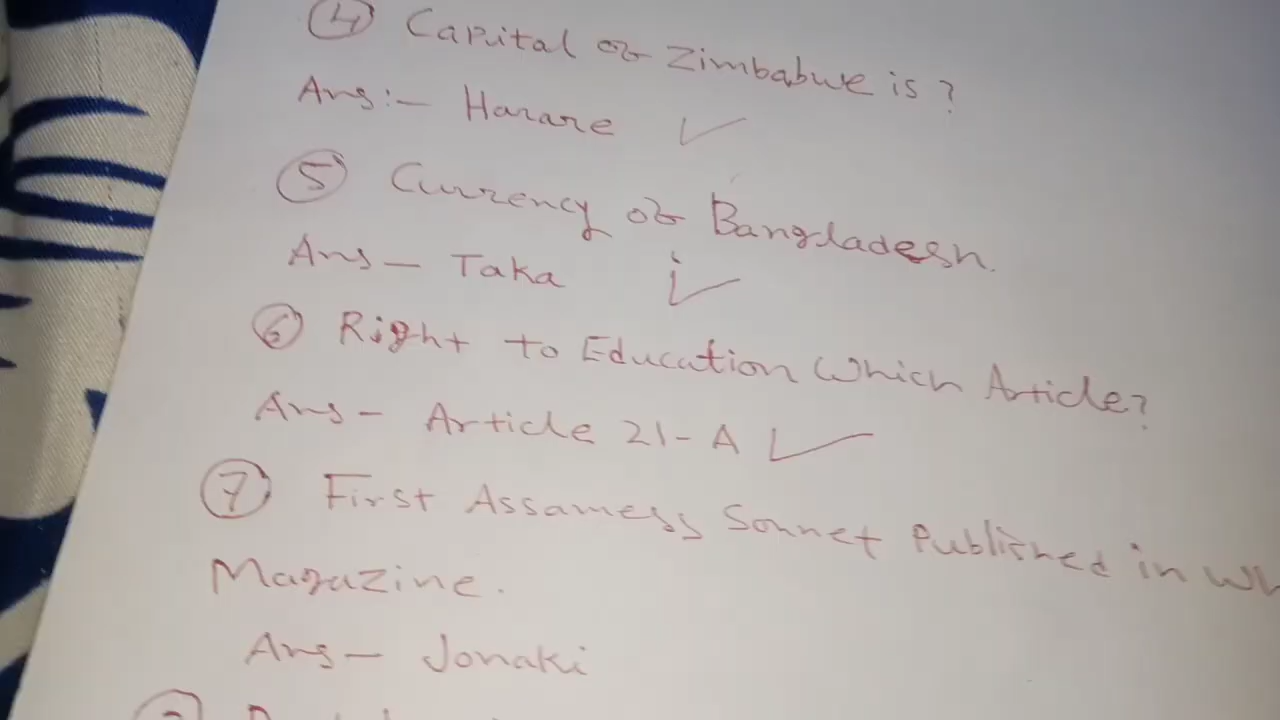 ④ Capital of Zimbabwe is?
Ans:- Harare ✓
⑤ Currency of Bangladesh.
Ans - Taka ✓
⑥ Right to Education Which Article?
Ans - Article 21-A ✓
⑦ First Assamess Sonnet Published in Wh
Magazine.
Ans - Jonaki